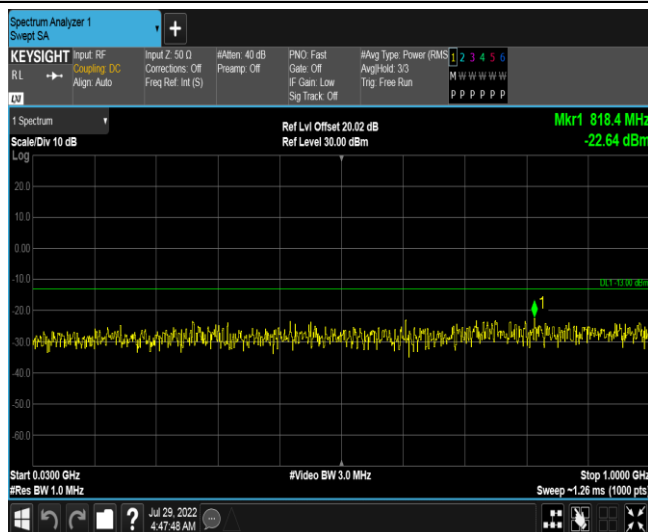 Spectrum Analyzer 1
Swept SA
KEYSIGHT
RL
LXI
Input: RF
Coupling: DC
Align: Auto
Input Z: 50 Ω
Corrections: Off
Freq Ref: Int (S)
#Atten: 40 dB
Preamp: Off
PNO: Fast
Gate: Off
IF Gain: Low
Sig Track: Off
#Avg Type: Power (RMS
Avg|Hold: 3/3
Trig: Free Run
1 2 3 4 5 6
M W W W W W
P P P P P P
1 Spectrum
Scale/Div 10 dB
Log
Ref Lvl Offset 20.02 dB
Ref Level 30.00 dBm
Mkr1 818.4 MHz
-22.64 dBm
20.0
10.0
0.00
-10.0
DL1 -13.00 dBm
1
-20.0
-30.0
-40.0
-50.0
-60.0
Start 0.0300 GHz
#Res BW 1.0 MHz
#Video BW 3.0 MHz
Stop 1.0000 GHz
Sweep ~1.26 ms (1000 pts)
?
Jul 29, 2022
4:47:48 AM